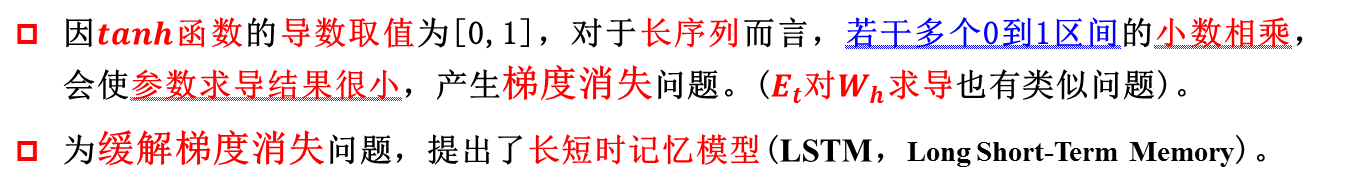 因tanh函数的导数取值为[0,1]，对于长序列而言，若干多个0到1区间的小数相乘，
会使参数求导结果很小，产生梯度消失问题。(Et对Wh求导也有类似问题)。
为缓解梯度消失问题，提出了长短时记忆模型(LSTM，Long Short-Term Memory)。